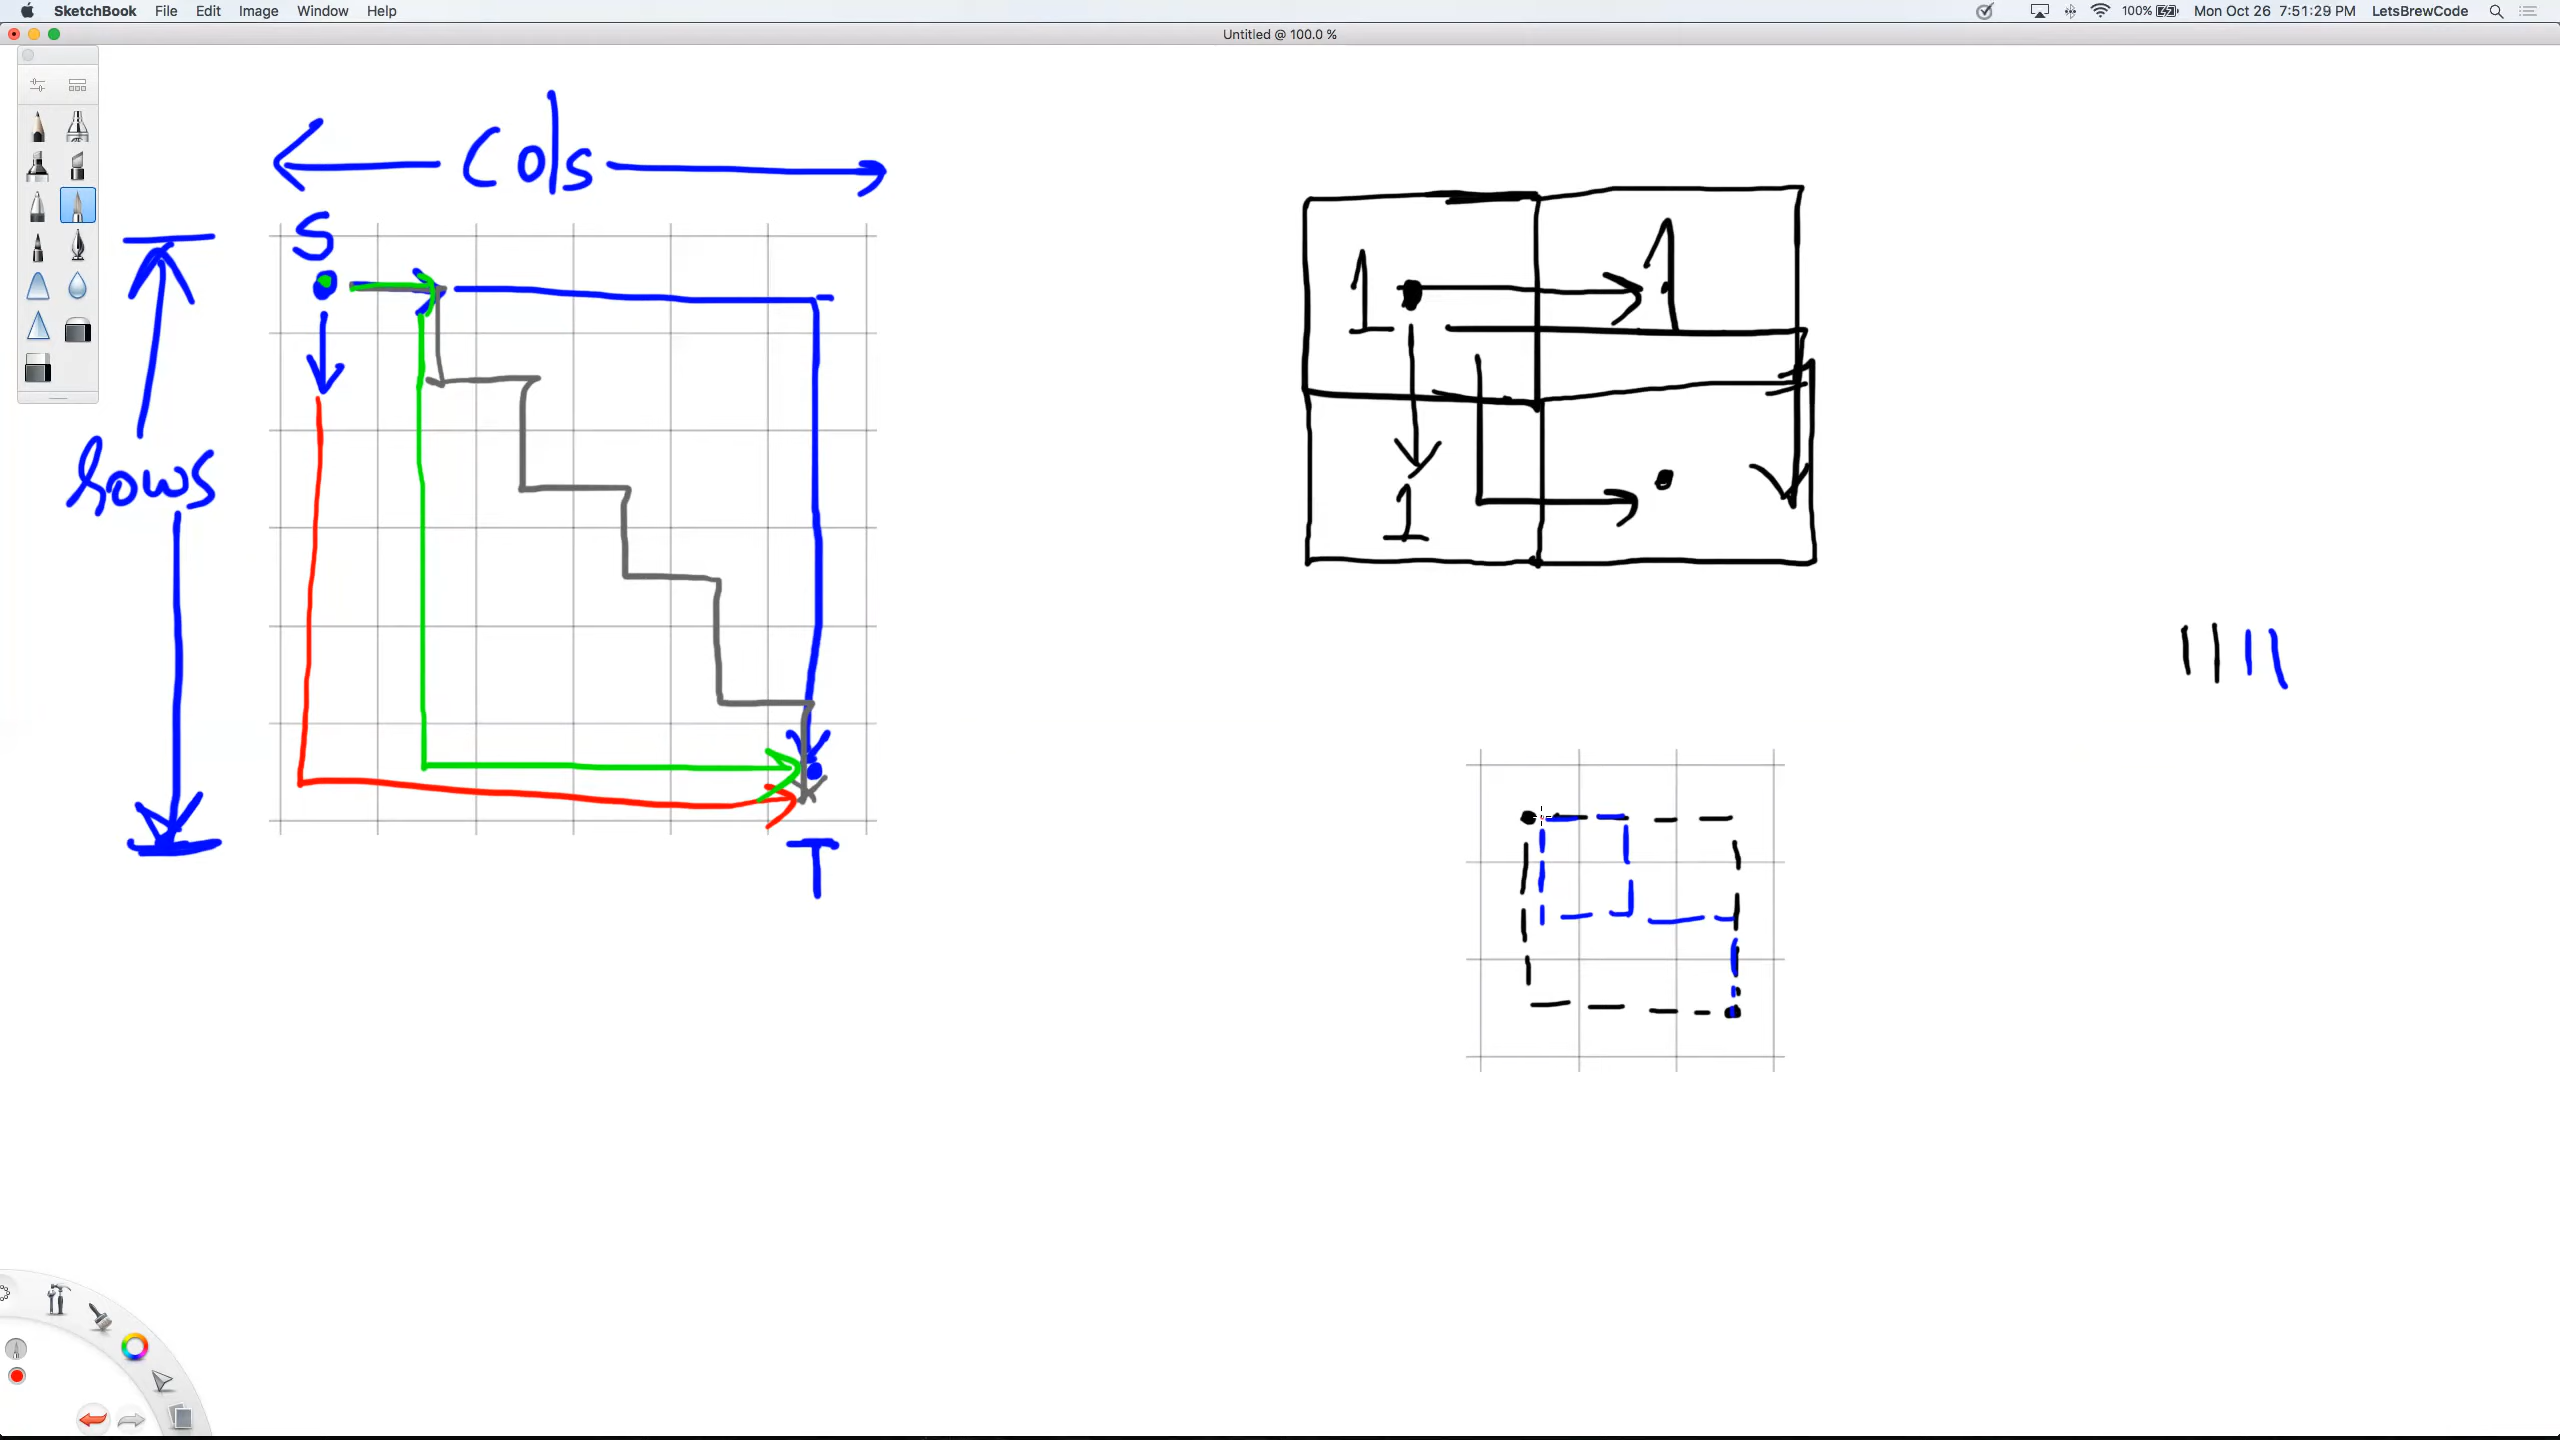 SketchBook File Edit Image Window Help 100% Mon Oct 26 7:51:29 PM LetsBrewCode
Untitled @ 100.0 %
Cols
S
rows
T
1 1
1